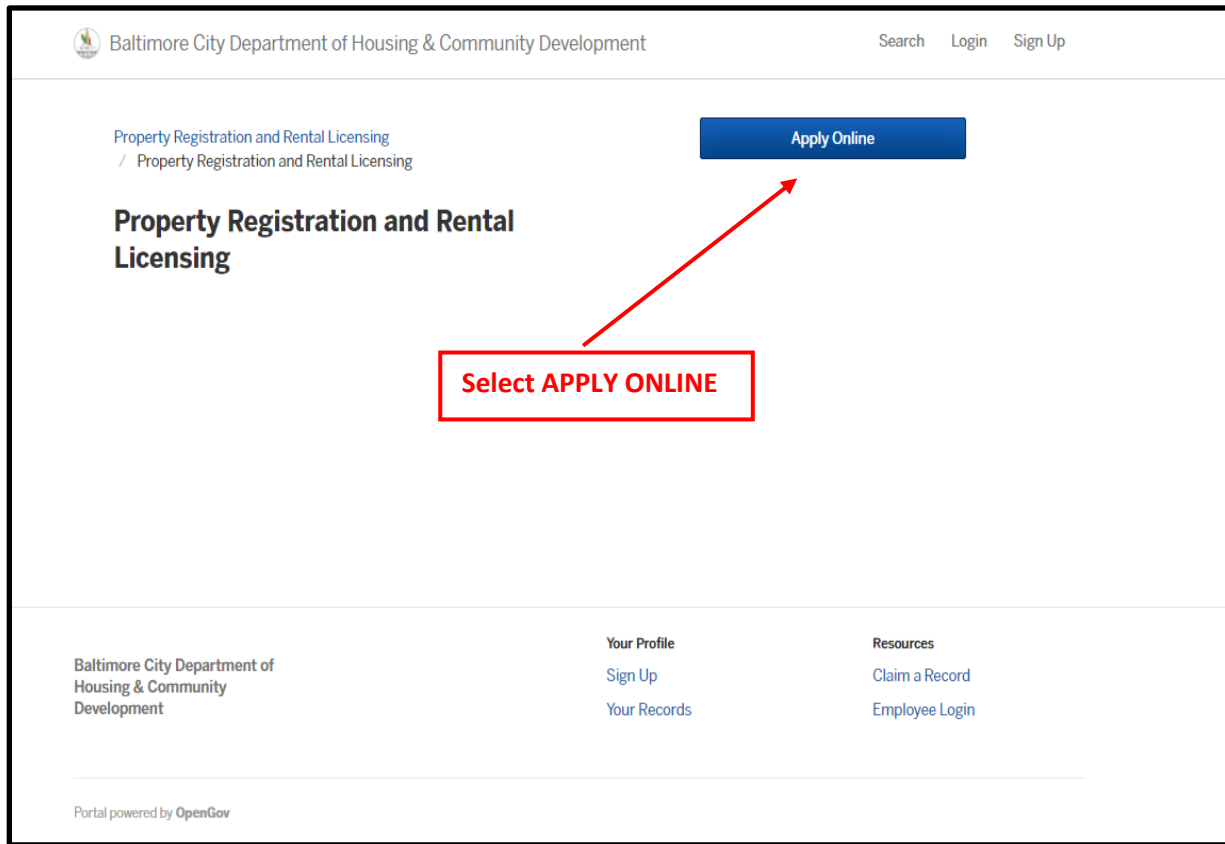 Baltimore City Department of Housing & Community Development
Search Login Sign Up
Property Registration and Rental Licensing
/ Property Registration and Rental Licensing
Apply Online
Property Registration and Rental
Licensing
Select APPLY ONLINE
Baltimore City Department of
Housing & Community
Development
Your Profile
Sign Up
Your Records
Resources
Claim a Record
Employee Login
Portal powered by OpenGov